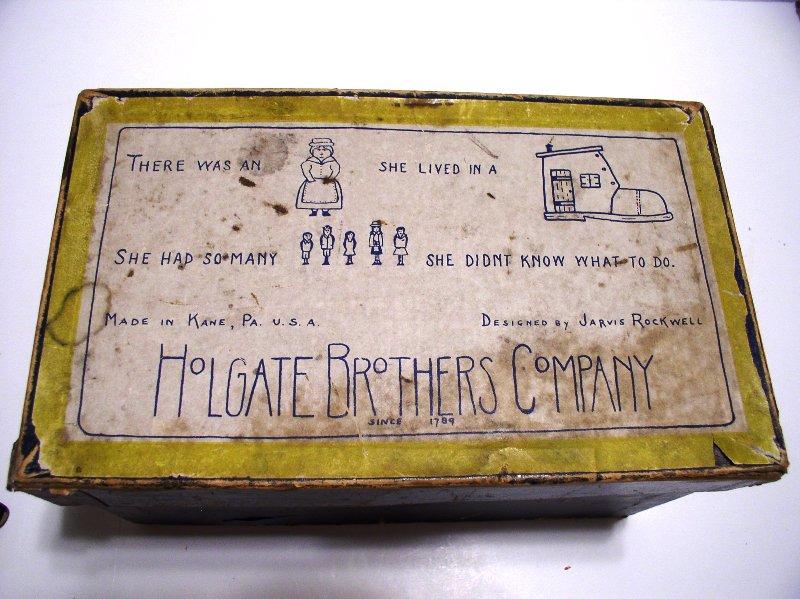 THERE WAS AN SHE LIVED IN A
SHE HAD SO MANY SHE DIDNT KNOW WHAT TO DO.
MADE IN KANE, PA. U.S.A. DESIGNED BY JARVIS ROCKWELL
HOLGATE BROTHERS COMPANY
SINCE 1789